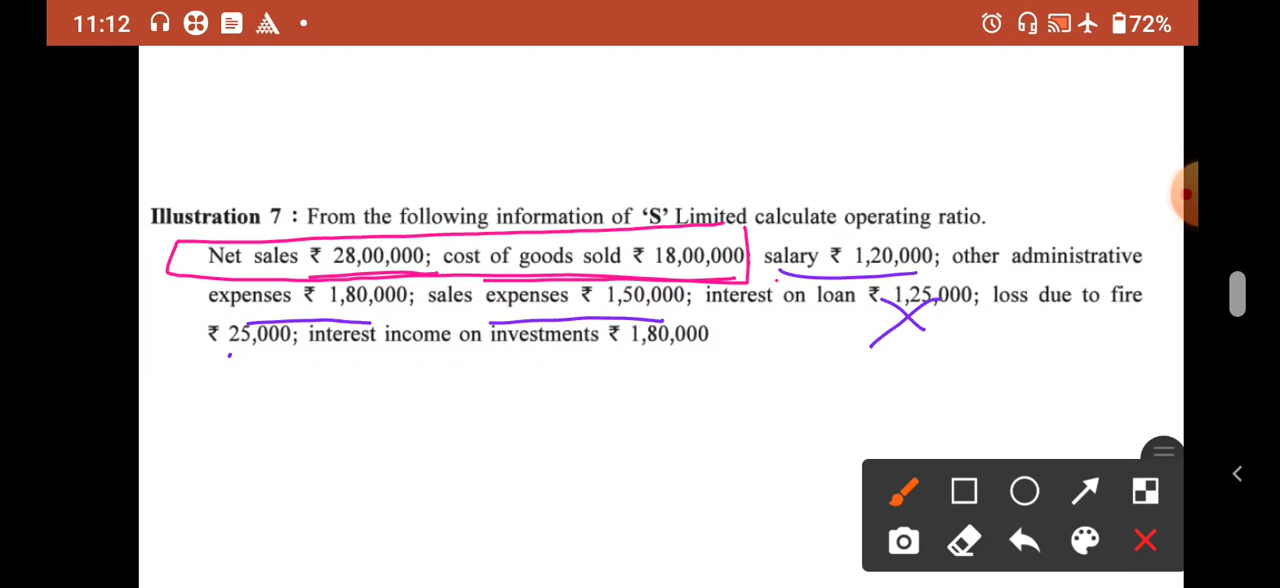 11:12
72%
Illustration 7 : From the following information of ‘S’ Limited calculate operating ratio.
Net sales ₹ 28,00,000; cost of goods sold ₹ 18,00,000 salary ₹ 1,20,000; other administrative
expenses ₹ 1,80,000; sales expenses ₹ 1,50,000; interest on loan ₹ 1,25,000; loss due to fire
₹ 25,000; interest income on investments ₹ 1,80,000